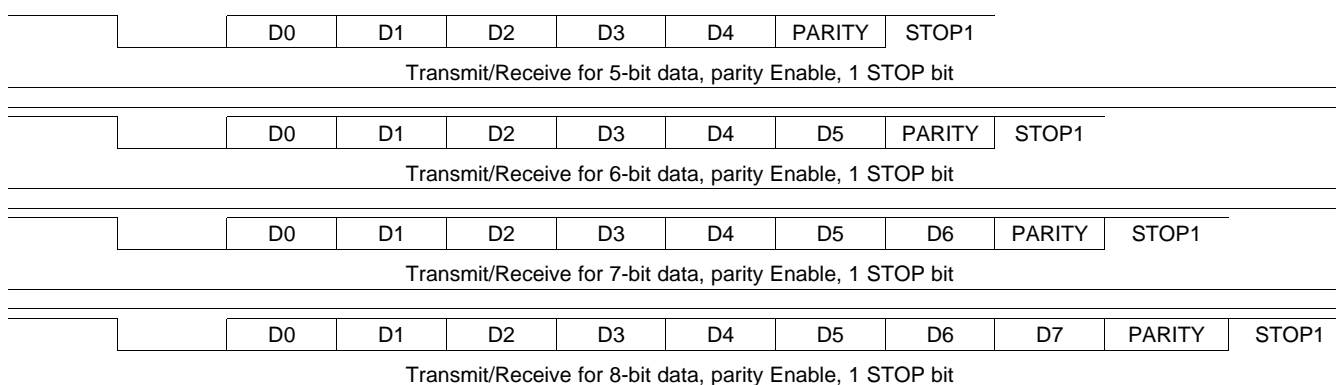 D0 D1 D2 D3 D4 PARITY STOP1
Transmit/Receive for 5-bit data, parity Enable, 1 STOP bit
D0 D1 D2 D3 D4 D5 PARITY STOP1
Transmit/Receive for 6-bit data, parity Enable, 1 STOP bit
D0 D1 D2 D3 D4 D5 D6 PARITY STOP1
Transmit/Receive for 7-bit data, parity Enable, 1 STOP bit
D0 D1 D2 D3 D4 D5 D6 D7 PARITY STOP1
Transmit/Receive for 8-bit data, parity Enable, 1 STOP bit